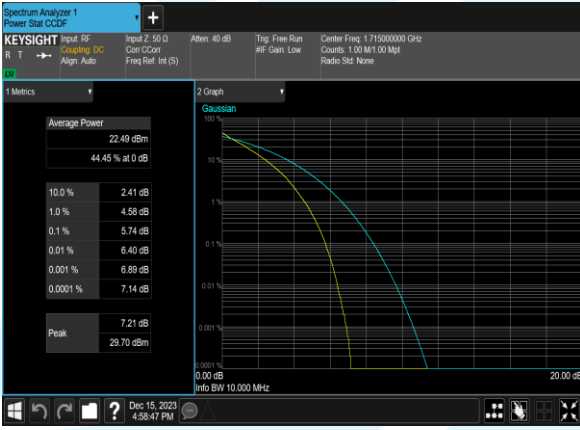 Spectrum Analyzer 1
Power Stat CCDF
+
KEYSIGHT
R T
LV
Input: RF
Coupling: DC
Align: Auto
Input Z: 50 Ω
Corr CCorr
Freq Ref: Int (S)
Atten: 40 dB
Trig: Free Run
#IF Gain: Low
Center Freq: 1.715000000 GHz
Counts: 1.00 M/1.00 Mpt
Radio Std: None
1 Metrics
Average Power
22.49 dBm
44.45 % at 0 dB
10.0 % 2.41 dB
1.0 % 4.58 dB
0.1 % 5.74 dB
0.01 % 6.40 dB
0.001 % 6.89 dB
0.0001 % 7.14 dB
Peak
7.21 dB
29.70 dBm
2 Graph
Gaussian
100 %
10 %
1 %
0.1 %
0.01 %
0.001 %
0.0001 %
0.00 dB 20.00 dB
Info BW 10.000 MHz
? Dec 15, 2023
4:58:47 PM